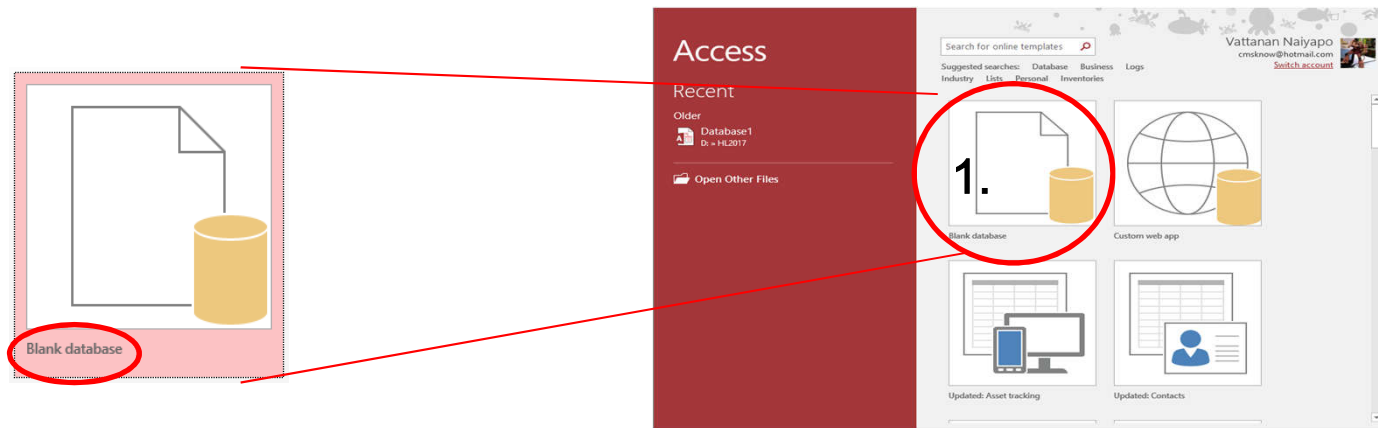 Blank database
Access
Recent
Older
Database1
D: » HL2017
Open Other Files
Search for online templates
Suggested searches: Database Business Logs
Industry Lists Personal Inventories
Vattanan Naiyapo
cmsknow@hotmail.com
Switch account
1.
Blank database
Custom web app
Updated: Asset tracking
Updated: Contacts